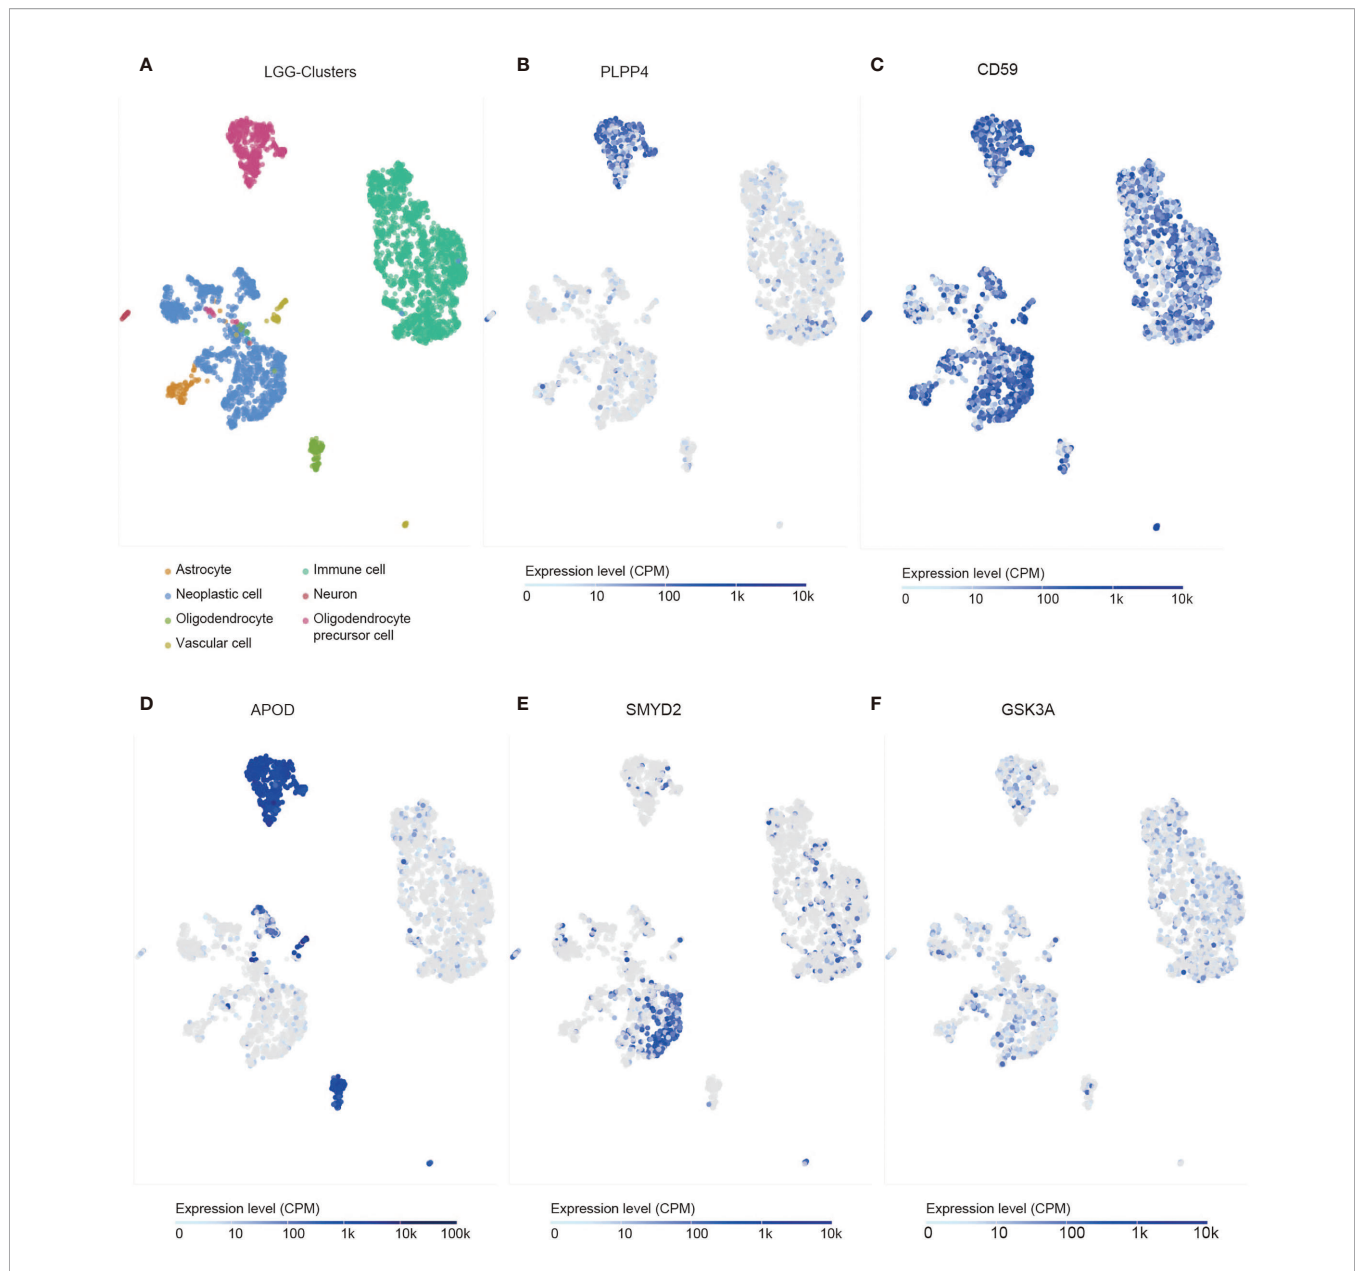 A
LGG-Clusters
B
PLPP4
C
CD59
Astrocyte
Neoplastic cell
Oligodendrocyte
Vascular cell
Immune cell
Neuron
Oligodendrocyte
precursor cell
Expression level (CPM)
0 10 100 1k 10k
Expression level (CPM)
0 10 100 1k 10k
D
APOD
E
SMYD2
F
GSK3A
Expression level (CPM)
0 10 100 1k 10k 100k
Expression level (CPM)
0 10 100 1k 10k
Expression level (CPM)
0 10 100 1k 10k